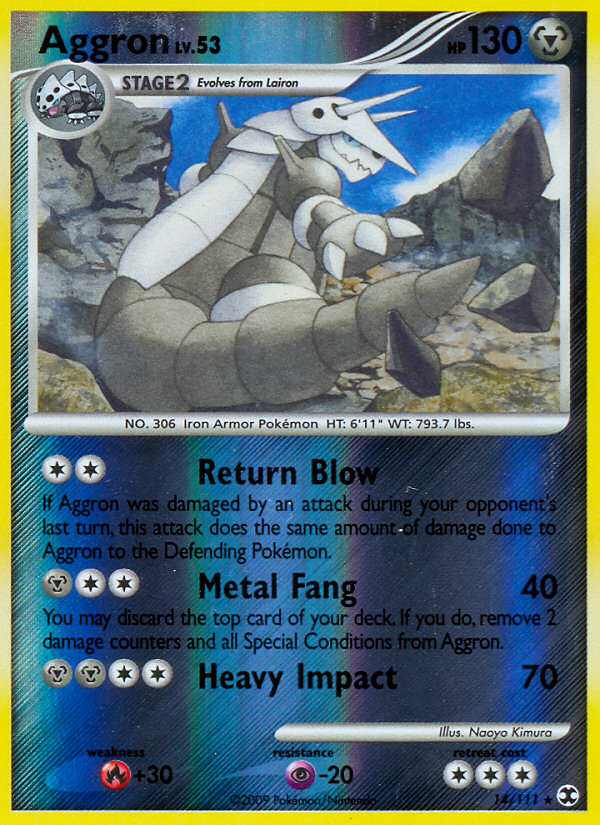 Aggron LV.53 HP 130
STAGE2 Evolves from Lairon
NO. 306 Iron Armor Pokémon HT: 6'11" WT: 793.7 lbs.
Return Blow
If Aggron was damaged by an attack during your opponent's
last turn, this attack does the same amount of damage done to
Aggron to the Defending Pokémon.
Metal Fang 40
You may discard the top card of your deck. If you do, remove 2
damage counters and all Special Conditions from Aggron.
Heavy Impact 70
Illus. Naoyo Kimura
weakness resistance retreat cost
+30 -20
©2009 Pokémon/Nintendo 14/111 ★